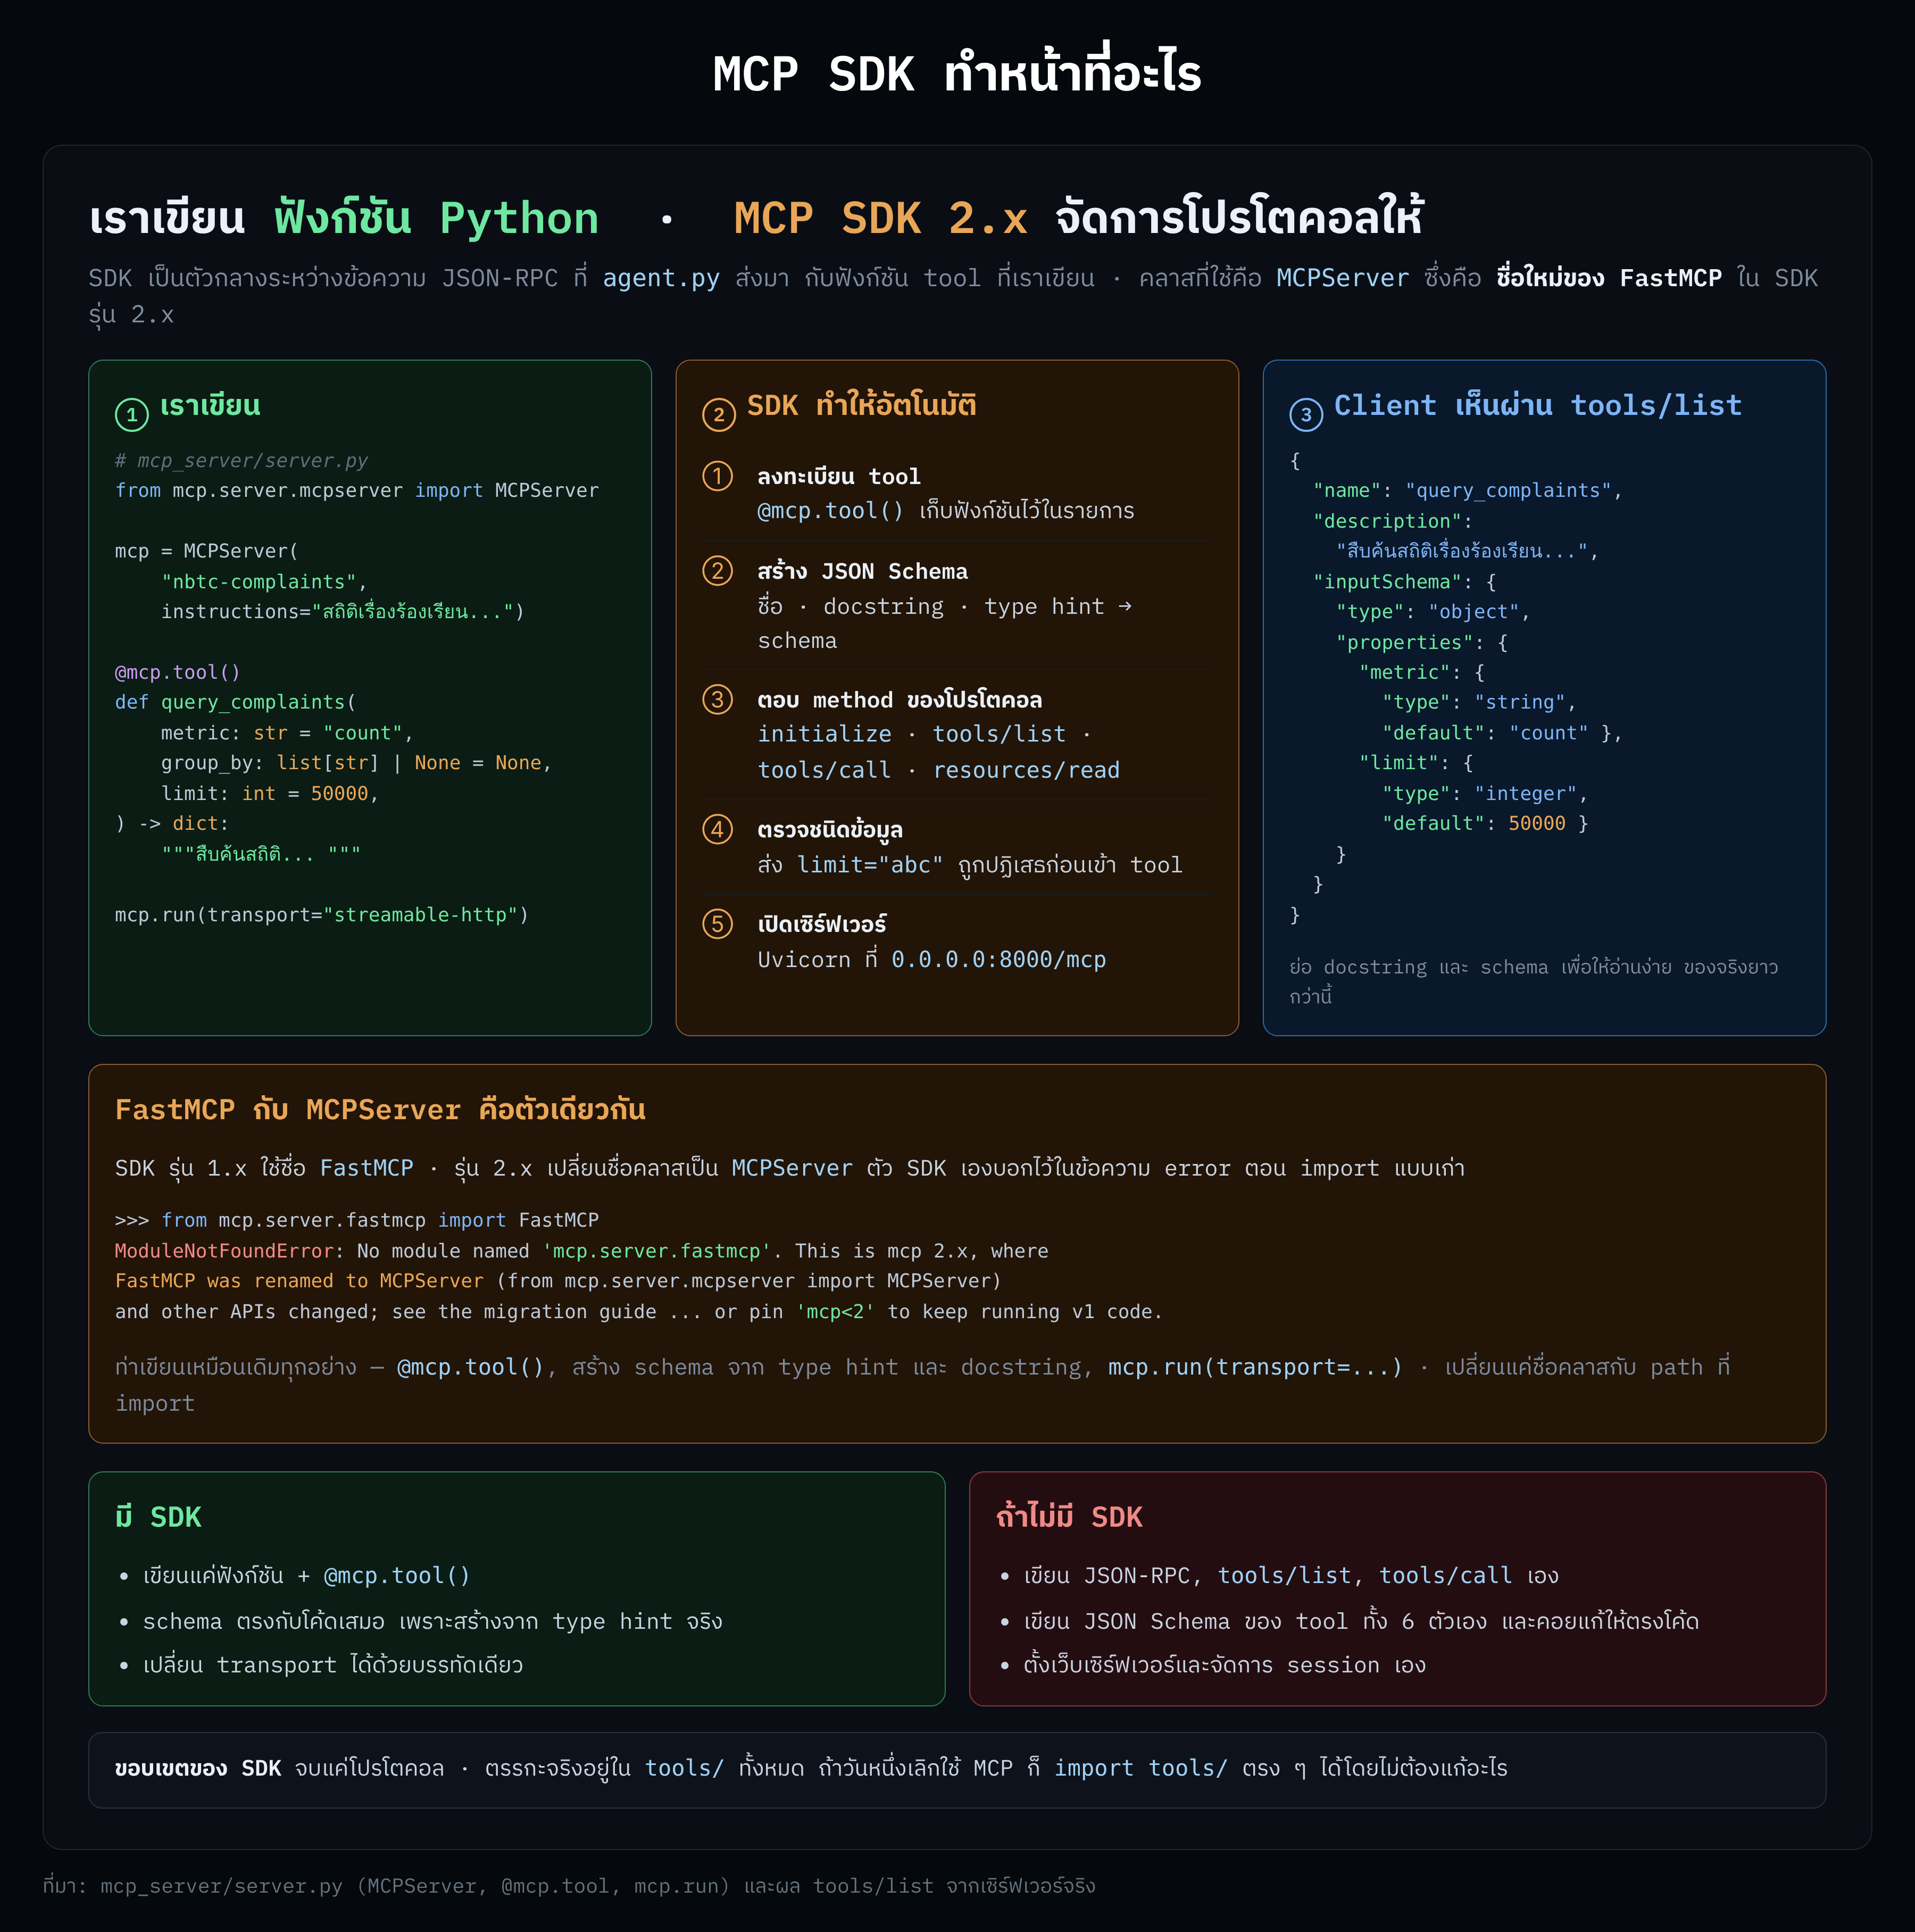 MCP SDK ทำหน้าที่อะไร
เราเขียน ฟังก์ชัน Python · MCP SDK 2.x จัดการโปรโตคอลให้
SDK เป็นตัวกลางระหว่างข้อความ JSON-RPC ที่ agent.py ส่งมา กับฟังก์ชัน tool ที่เราเขียน · คลาสที่ใช้คือ MCPServer ซึ่งคือ ชื่อใหม่ของ FastMCP ใน SDK
รุ่น 2.x
1 เราเขียน
# mcp_server/server.py
from mcp.server.mcpserver import MCPServer
mcp = MCPServer(
    "nbtc-complaints",
    instructions="สถิติเรื่องร้องเรียน...")
@mcp.tool()
def query_complaints(
    metric: str = "count",
    group_by: list[str] | None = None,
    limit: int = 50000,
) -> dict:
    """สืบค้นสถิติ... """
mcp.run(transport="streamable-http")
2 SDK ทำให้อัตโนมัติ
1 ลงทะเบียน tool
@mcp.tool() เก็บฟังก์ชันไว้ในรายการ
2 สร้าง JSON Schema
ชื่อ · docstring · type hint →
schema
3 ตอบ method ของโปรโตคอล
initialize · tools/list ·
tools/call · resources/read
4 ตรวจชนิดข้อมูล
ส่ง limit="abc" ถูกปฏิเสธก่อนเข้า tool
5 เปิดเซิร์ฟเวอร์
Uvicorn ที่ 0.0.0.0:8000/mcp
3 Client เห็นผ่าน tools/list
{
  "name": "query_complaints",
  "description":
    "สืบค้นสถิติเรื่องร้องเรียน...",
  "inputSchema": {
    "type": "object",
    "properties": {
      "metric": {
        "type": "string",
        "default": "count" },
      "limit": {
        "type": "integer",
        "default": 50000 }
    }
  }
}
ย่อ docstring และ schema เพื่อให้อ่านง่าย ของจริงยาว
กว่านี้
FastMCP กับ MCPServer คือตัวเดียวกัน
SDK รุ่น 1.x ใช้ชื่อ FastMCP · รุ่น 2.x เปลี่ยนชื่อคลาสเป็น MCPServer ตัว SDK เองบอกไว้ในข้อความ error ตอน import แบบเก่า
>>> from mcp.server.fastmcp import FastMCP
ModuleNotFoundError: No module named 'mcp.server.fastmcp'. This is mcp 2.x, where
FastMCP was renamed to MCPServer (from mcp.server.mcpserver import MCPServer)
and other APIs changed; see the migration guide ... or pin 'mcp<2' to keep running v1 code.
ท่าเขียนเหมือนเดิมทุกอย่าง — @mcp.tool(), สร้าง schema จาก type hint และ docstring, mcp.run(transport=...) · เปลี่ยนแค่ชื่อคลาสกับ path ที่
import
มี SDK
• เขียนแค่ฟังก์ชัน + @mcp.tool()
• schema ตรงกับโค้ดเสมอ เพราะสร้างจาก type hint จริง
• เปลี่ยน transport ได้ด้วยบรรทัดเดียว
ถ้าไม่มี SDK
• เขียน JSON-RPC, tools/list, tools/call เอง
• เขียน JSON Schema ของ tool ทั้ง 6 ตัวเอง และคอยแก้ให้ตรงโค้ด
• ตั้งเว็บเซิร์ฟเวอร์และจัดการ session เอง
ขอบเขตของ SDK จบแค่โปรโตคอล · ตรรกะจริงอยู่ใน tools/ ทั้งหมด ถ้าวันหนึ่งเลิกใช้ MCP ก็ import tools/ ตรง ๆ ได้โดยไม่ต้องแก้อะไร
ที่มา: mcp_server/server.py (MCPServer, @mcp.tool, mcp.run) และผล tools/list จากเซิร์ฟเวอร์จริง